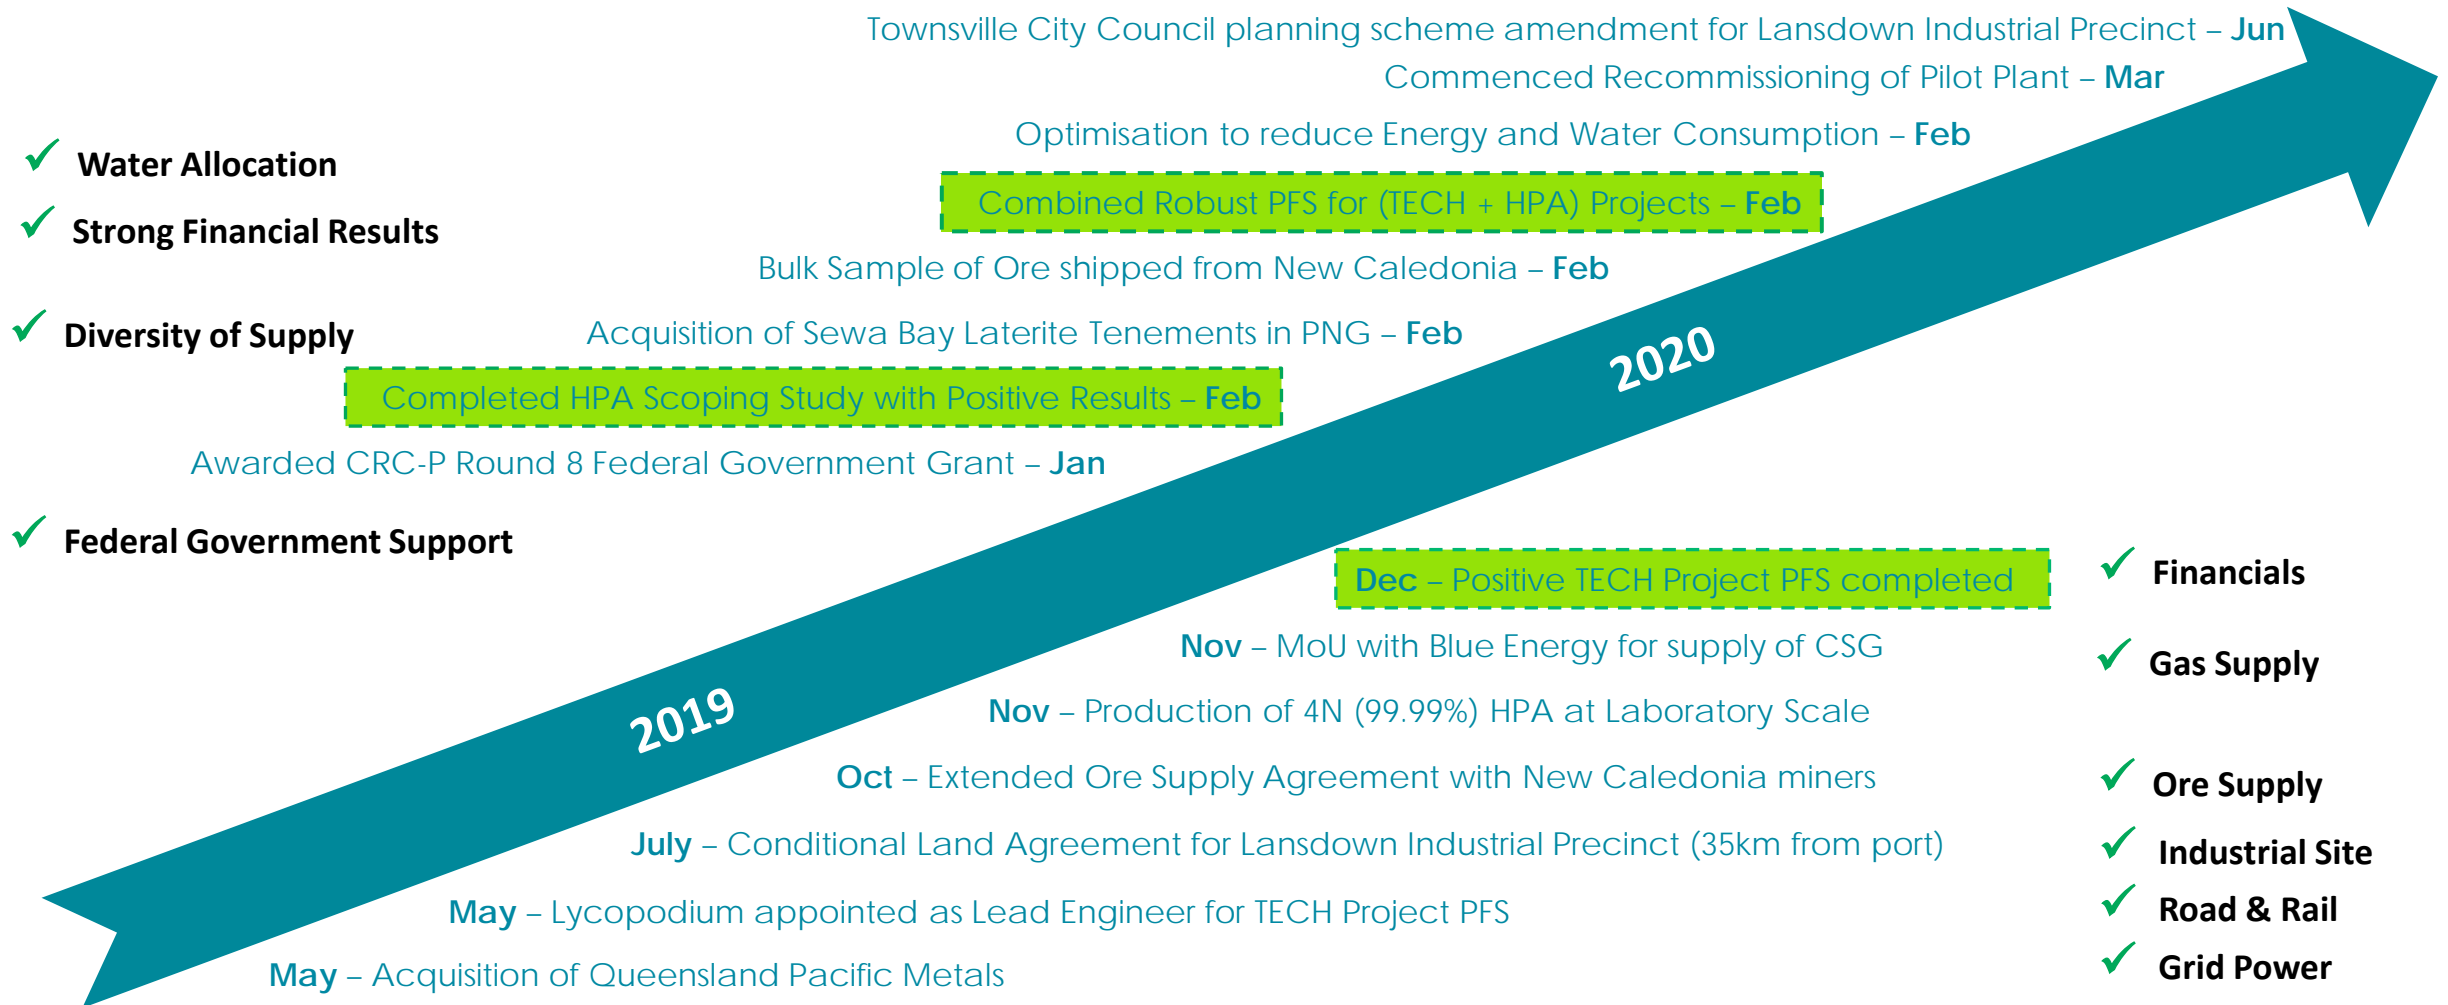 Townsville City Council planning scheme amendment for Lansdown Industrial Precinct – Jun
Commenced Recommissioning of Pilot Plant – Mar
Optimisation to reduce Energy and Water Consumption – Feb
Water Allocation
Combined Robust PFS for (TECH + HPA) Projects – Feb
Strong Financial Results
Bulk Sample of Ore shipped from New Caledonia – Feb
Diversity of Supply
Acquisition of Sewa Bay Laterite Tenements in PNG – Feb
2020
Completed HPA Scoping Study with Positive Results – Feb
Awarded CRC-P Round 8 Federal Government Grant – Jan
Federal Government Support
Dec – Positive TECH Project PFS completed
Financials
Nov – MoU with Blue Energy for supply of CSG
Gas Supply
2019
Nov – Production of 4N (99.99%) HPA at Laboratory Scale
Oct – Extended Ore Supply Agreement with New Caledonia miners
Ore Supply
July – Conditional Land Agreement for Lansdown Industrial Precinct (35km from port)
Industrial Site
May – Lycopodium appointed as Lead Engineer for TECH Project PFS
Road & Rail
May – Acquisition of Queensland Pacific Metals
Grid Power